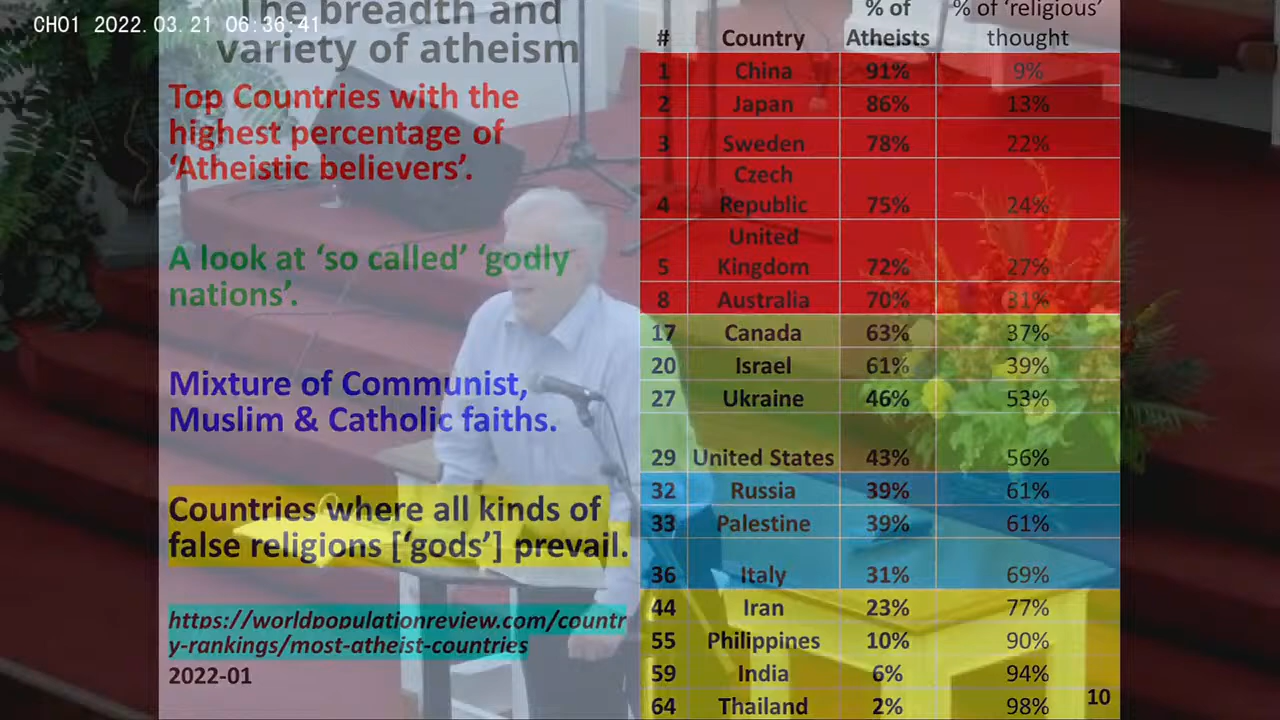 CH01 2022.03.21 06:36:41
The breadth and
variety of atheism
Top Countries with the
highest percentage of
‘Atheistic believers’.
A look at ‘so called’ ‘godly
nations’.
Mixture of Communist,
Muslim & Catholic faiths.
Countries where all kinds of
false religions [‘gods’] prevail.
https://worldpopulationreview.com/countr
y-rankings/most-atheist-countries
2022-01
# Country % of Atheists % of ‘religious’ thought
1 China 91% 9%
2 Japan 86% 13%
3 Sweden 78% 22%
4 Czech Republic 75% 24%
5 United Kingdom 72% 27%
8 Australia 70% 31%
17 Canada 63% 37%
20 Israel 61% 39%
27 Ukraine 46% 53%
29 United States 43% 56%
32 Russia 39% 61%
33 Palestine 39% 61%
36 Italy 31% 69%
44 Iran 23% 77%
55 Philippines 10% 90%
59 India 6% 94%
64 Thailand 2% 98%
10